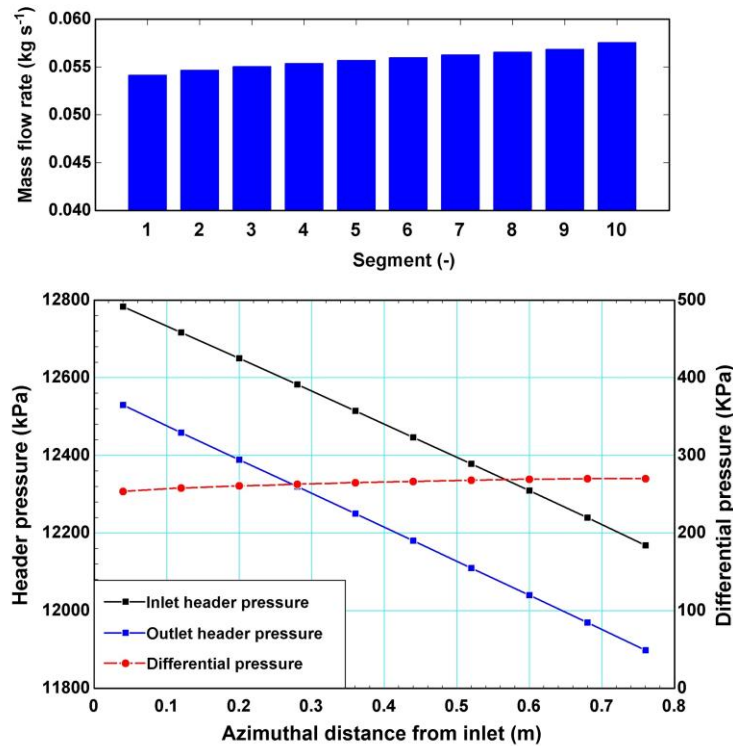 Mass flow rate (kg s⁻¹)
0.060
0.055
0.050
0.045
0.040
1 2 3 4 5 6 7 8 9 10
Segment (-)
Header pressure (kPa)
12800
12600
12400
12200
12000
11800
Inlet header pressure
Outlet header pressure
Differential pressure
500
400
300
200
100
0
Differential pressure (KPa)
0 0.1 0.2 0.3 0.4 0.5 0.6 0.7 0.8
Azimuthal distance from inlet (m)